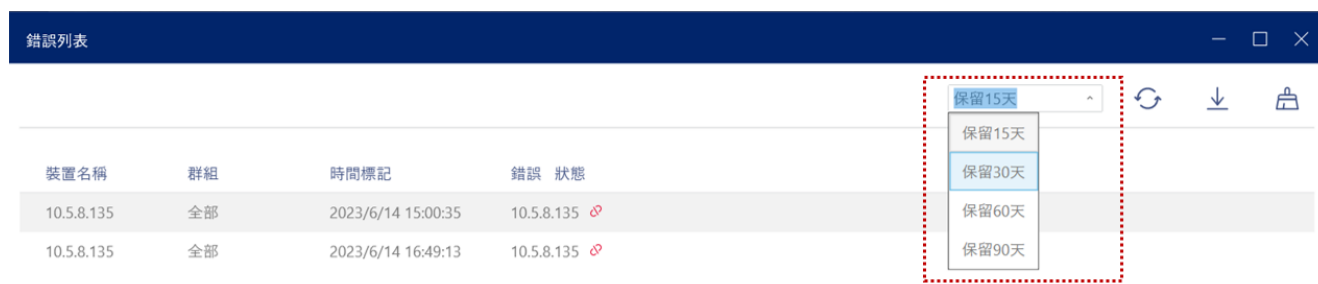 錯誤列表
保留15天
保留15天
保留30天
保留60天
保留90天
裝置名稱 群組 時間標記 錯誤 狀態
10.5.8.135 全部 2023/6/14 15:00:35 10.5.8.135
10.5.8.135 全部 2023/6/14 16:49:13 10.5.8.135